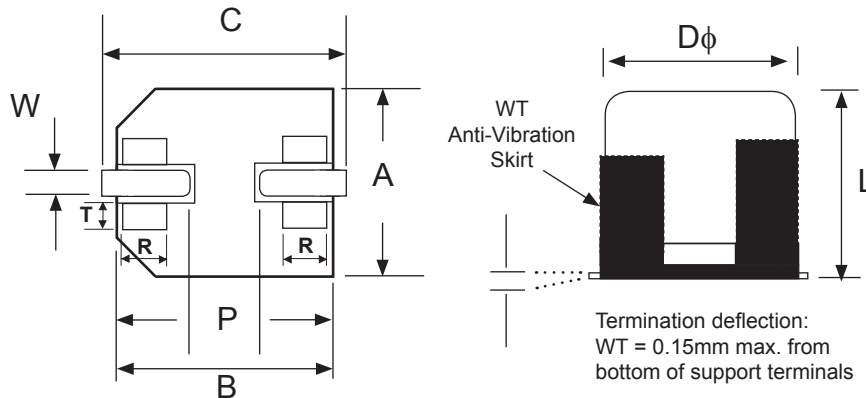 C
W
A
T
R
R
P
B
Dϕ
WT
Anti-Vibration
Skirt
L
Termination deflection:
WT = 0.15mm max. from
bottom of support terminals